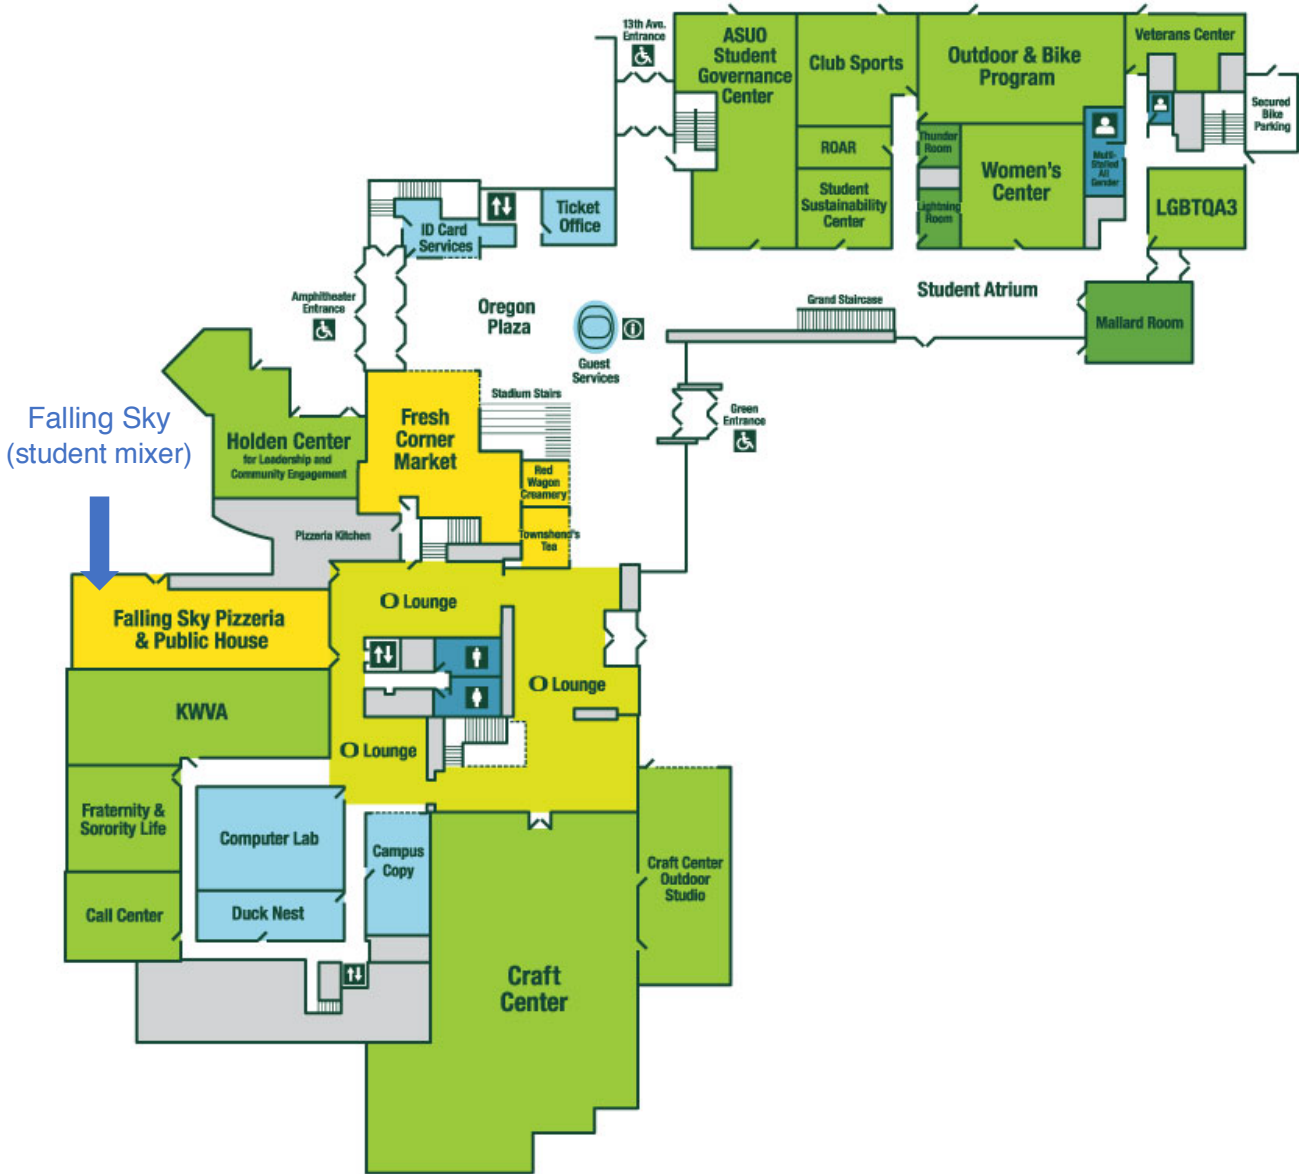 13th Ave.
Entrance
ASUO
Student
Governance
Center
Club Sports
Outdoor & Bike
Program
Veterans Center
Secured
Bike
Parking
ROAR
Thunder
Room
Women's
Center
Multi-
Stalled All
Gender
Student
Sustainability
Center
Lightning
Room
LGBTQA3
Ticket
Office
ID Card
Services
Amphitheater
Entrance
Oregon
Plaza
Guest
Services
Grand Staircase
Student Atrium
Mallard Room
Stadium Stairs
Green
Entrance
Falling Sky
(student mixer)
Holden Center
for Leadership and
Community Engagement
Fresh
Corner
Market
Red
Wagon
Creamery
Townshend's
Tea
Pizzeria Kitchen
O Lounge
Falling Sky Pizzeria
& Public House
O Lounge
KWVA
O Lounge
Fraternity &
Sorority Life
Computer Lab
Campus
Copy
Craft Center
Outdoor
Studio
Call Center
Duck Nest
Craft
Center